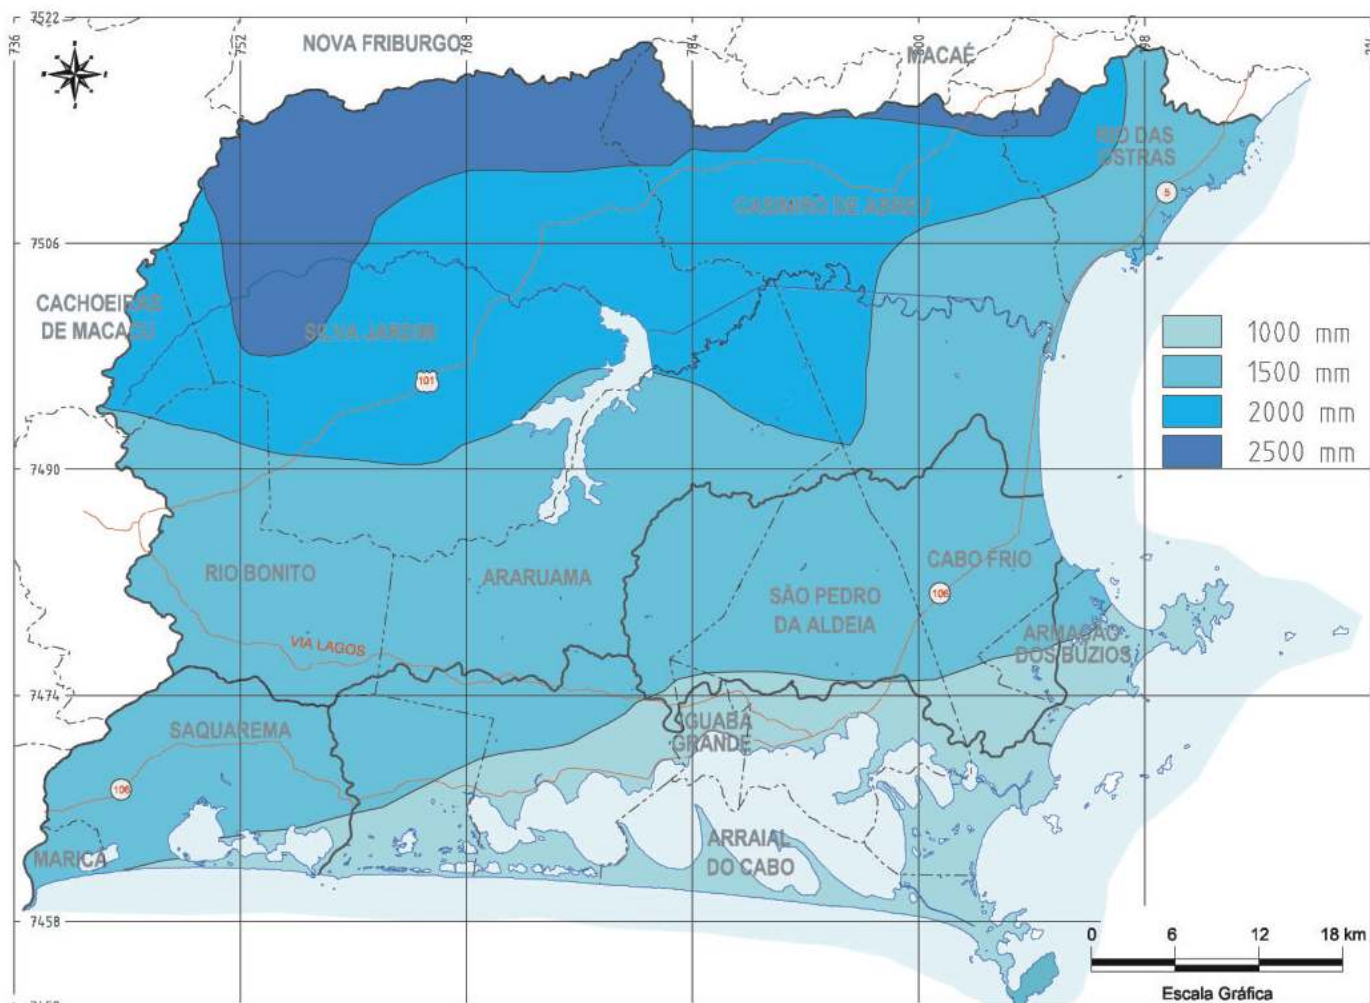 7522
736
752
768
784
NOVA FRIBURGO
MACAÉ
RIO DAS
OSTRAS
5
CASIMIRO DE ABREU
7506
CACHOEIRAS
DE MACACU
SILVA JARDIM
101
1000 mm
1500 mm
2000 mm
2500 mm
7490
RIO BONITO
ARARUAMA
CABO FRIO
106
SÃO PEDRO
DA ALDEIA
ARMAÇÃO
DOS BÚZIOS
VIA LAGOS
7474
SAQUAREMA
IGUABA
GRANDE
106
MARICÁ
ARRAIAL
DO CABO
7458
0 6 12 18 km
Escala Gráfica